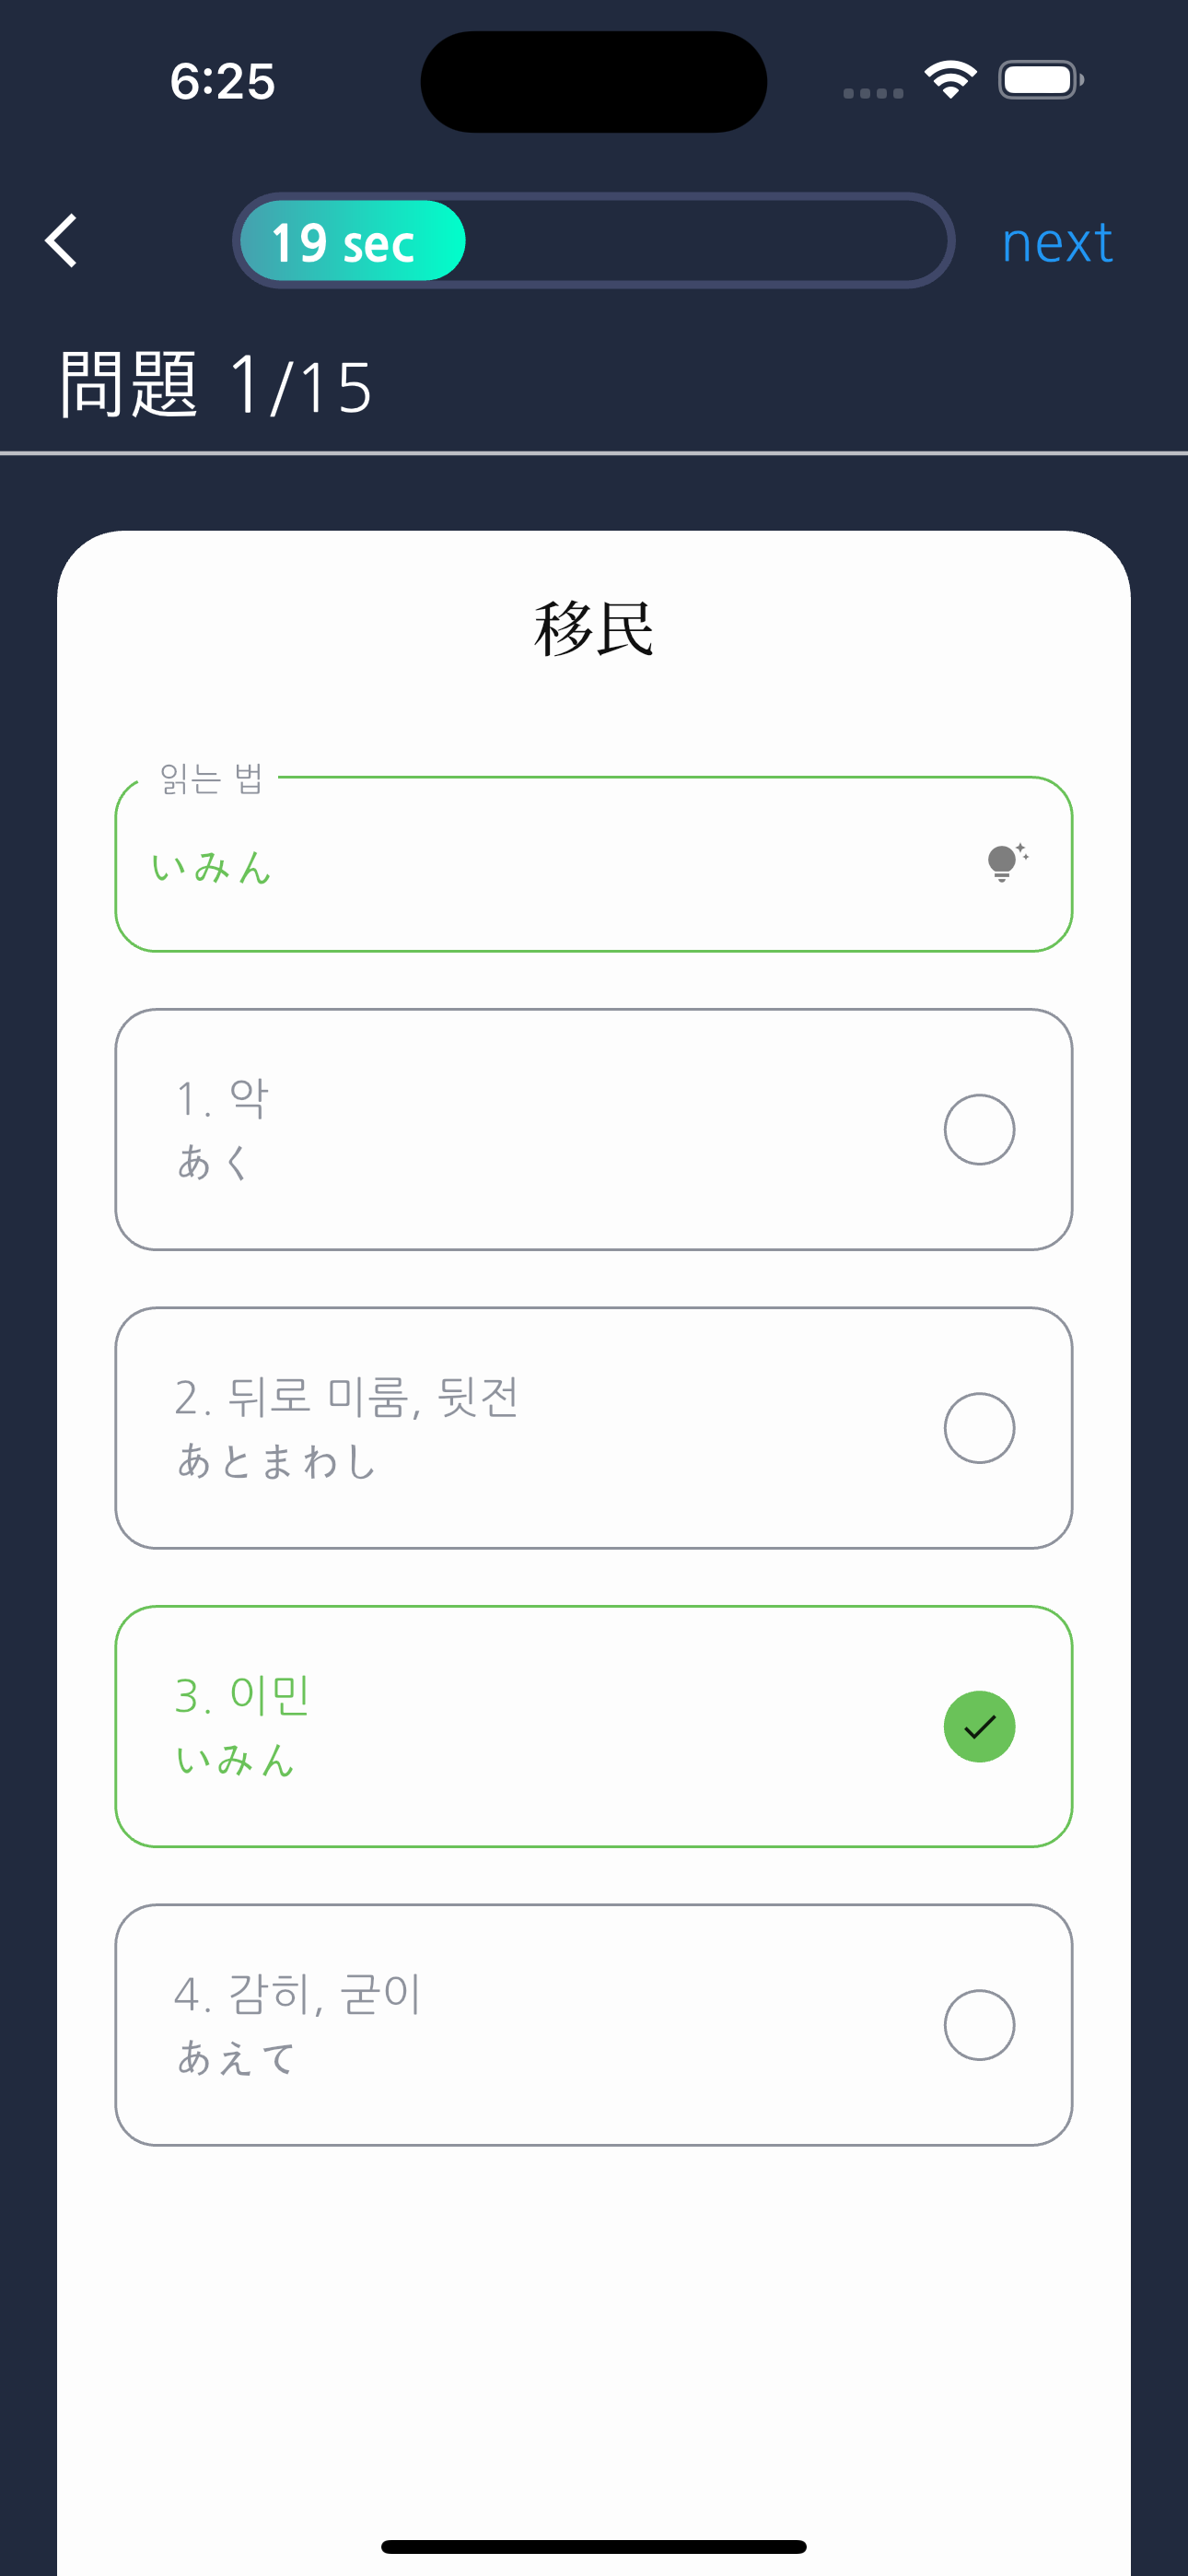 6:25
19 sec
next
問題 1/15
移民
읽는 법
いみん
1. 악
あく
2. 뒤로 미룸, 뒷전
あとまわし
3. 이민
いみん
4. 감히, 굳이
あえて